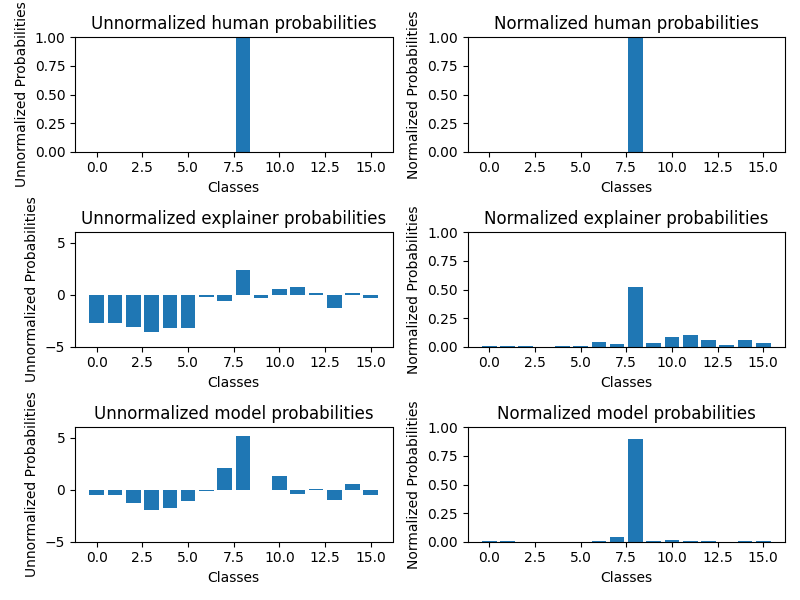 Unnormalized human probabilities
Unnormalized Probabilities
1.00
0.75
0.50
0.25
0.00
0.0 2.5 5.0 7.5 10.0 12.5 15.0
Classes
Normalized human probabilities
Normalized Probabilities
1.00
0.75
0.50
0.25
0.00
0.0 2.5 5.0 7.5 10.0 12.5 15.0
Classes
Unnormalized explainer probabilities
Unnormalized Probabilities
5
0
−5
0.0 2.5 5.0 7.5 10.0 12.5 15.0
Classes
Normalized explainer probabilities
Normalized Probabilities
1.00
0.75
0.50
0.25
0.00
0.0 2.5 5.0 7.5 10.0 12.5 15.0
Classes
Unnormalized model probabilities
Unnormalized Probabilities
5
0
−5
0.0 2.5 5.0 7.5 10.0 12.5 15.0
Classes
Normalized model probabilities
Normalized Probabilities
1.00
0.75
0.50
0.25
0.00
0.0 2.5 5.0 7.5 10.0 12.5 15.0
Classes